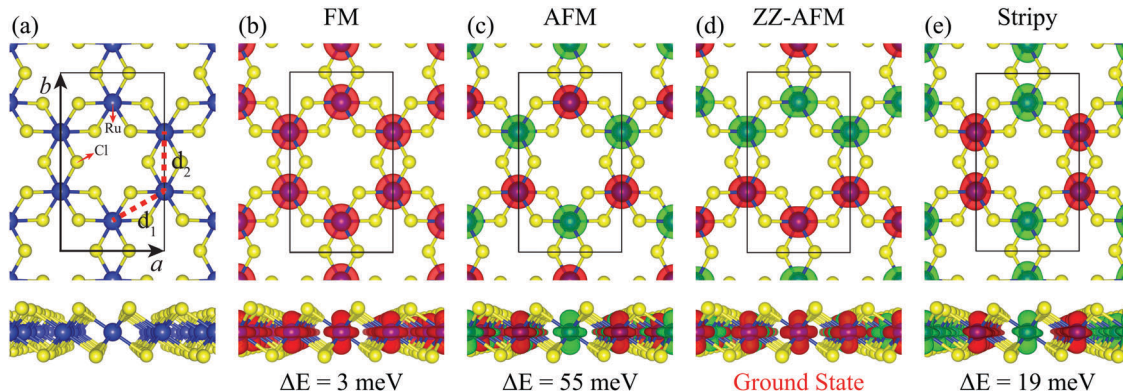 (a)
(b) FM
(c) AFM
(d) ZZ-AFM
(e) Stripy
b
Ru
Cl
d2
d1
a
ΔE = 3 meV
ΔE = 55 meV
Ground State
ΔE = 19 meV